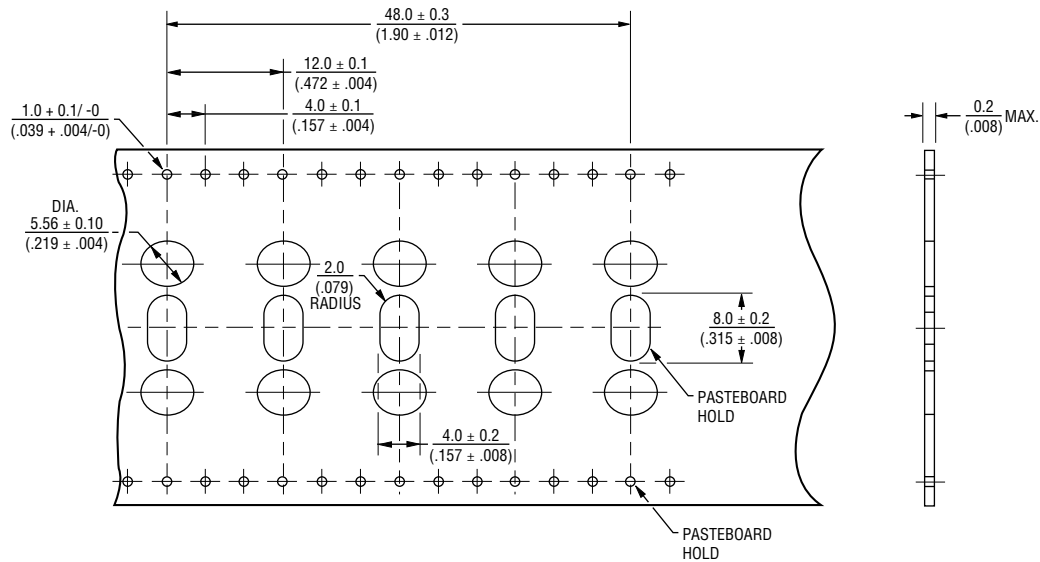 48.0 ± 0.3
(1.90 ± .012)
12.0 ± 0.1
(.472 ± .004)
4.0 ± 0.1
(.157 ± .004)
1.0 + 0.1/ -0
(.039 + .004/-0)
0.2
(.008)
MAX.
DIA.
5.56 ± 0.10
(.219 ± .004)
2.0
(.079)
RADIUS
8.0 ± 0.2
(.315 ± .008)
PASTEBOARD
HOLD
4.0 ± 0.2
(.157 ± .008)
PASTEBOARD
HOLD